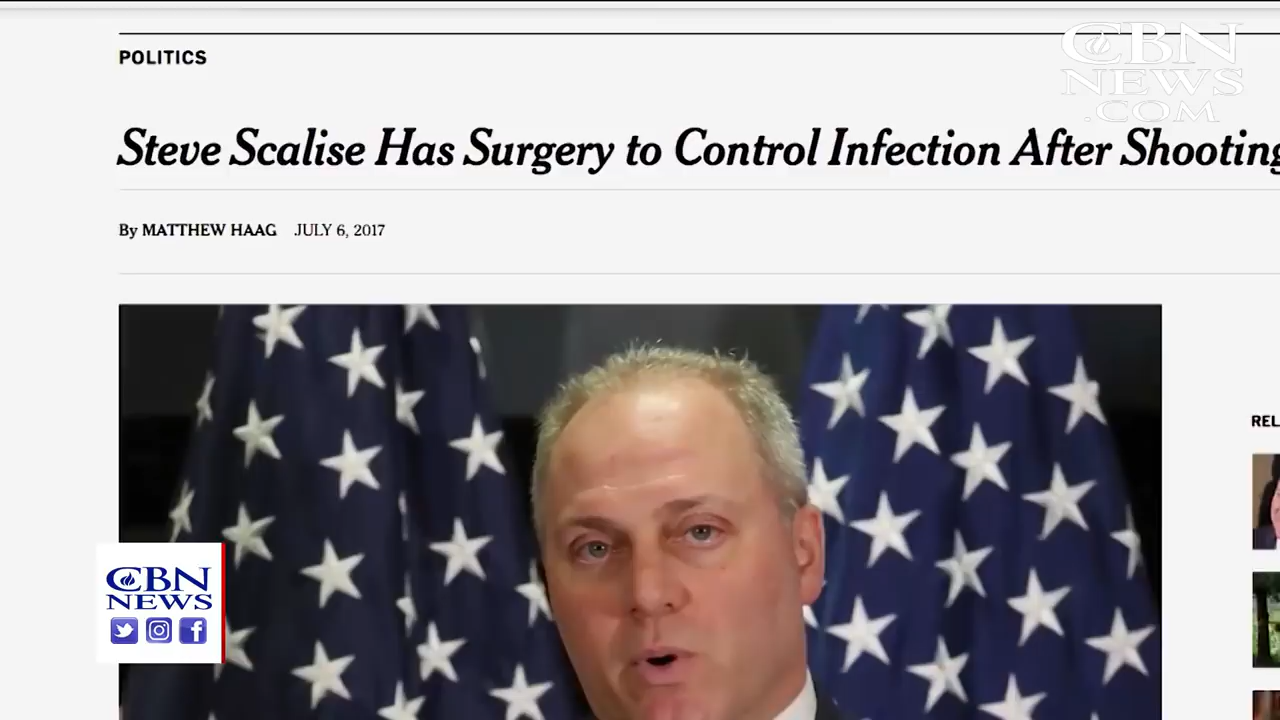 CBN
NEWS
.COM
POLITICS
Steve Scalise Has Surgery to Control Infection After Shooting
By MATTHEW HAAG JULY 6, 2017
REL
CBN
NEWS